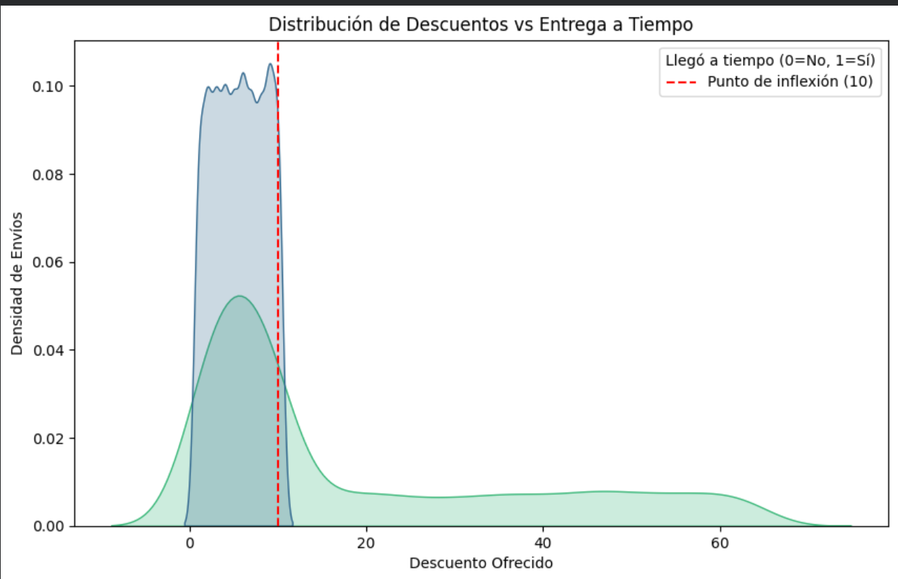 Distribución de Descuentos vs Entrega a Tiempo
Llegó a tiempo (0=No, 1=Sí)
Punto de inflexión (10)
0.10
0.08
0.06
0.04
0.02
0.00
Densidad de Envíos
0 20 40 60
Descuento Ofrecido